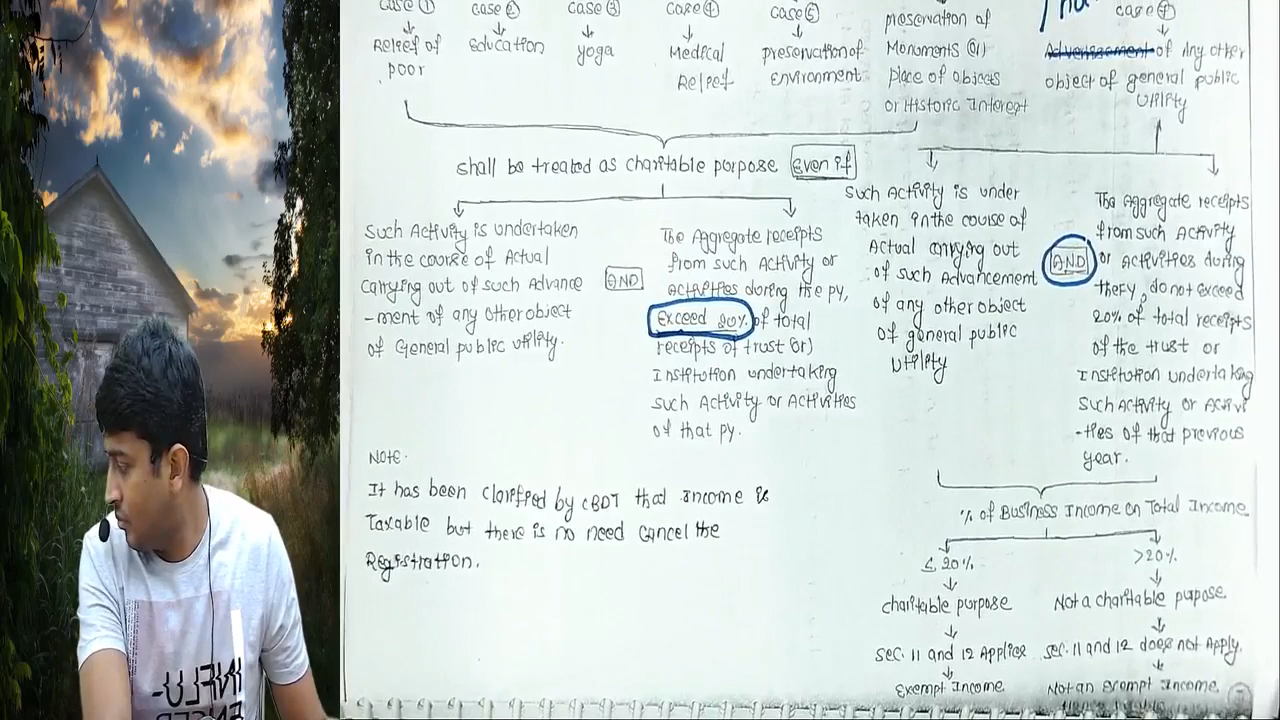 case ①
Relief of
poor
case ②
Education
case ③
yoga
case ④
Medical
Relief
case ⑤
preservation of
Environment
preservation of
Monuments (or)
place of objects
or Historic Interest
case ⑦
Advancement of Any other
object of general public
Utility
shall be treated as charitable purpose Even if
Such Activity is undertaken
in the course of Actual
Carrying out of such Advance
-ment of any other object
of General public utility.
AND
The Aggregate receipts
from such Activity or
Activities during the py,
Exceed 20% of total
receipts of trust (or)
Institution undertaking
such Activity or Activities
of that py.
Such Activity is under
taken in the course of
Actual carrying out
of such Advancement
of any other object
of general public
Utility
AND
The Aggregate receipts
from such Activity
or Activities during
the py, do not exceed
20% of total receipts
of the trust or
Institution undertaking
such Activity or Activi
-ties of that previous
year.
Note.
It has been clarified by CBDT that income is
Taxable but there is no need cancel the
Registration.
% of Business Income on Total Income
≤ 20%
charitable purpose
sec. 11 and 12 Applies
Exempt Income
>20%
Not a charitable pupose
sec. 11 and 12 does not Apply.
Not an Exempt Income